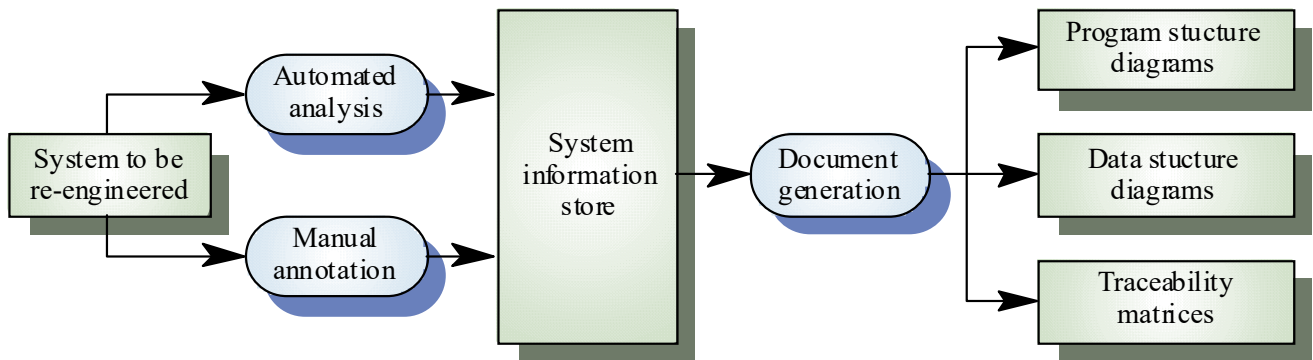 System to be
re-engineered
Automated
analysis
Manual
annotation
System
information
store
Document
generation
Program stucture
diagrams
Data stucture
diagrams
Traceability
matrices